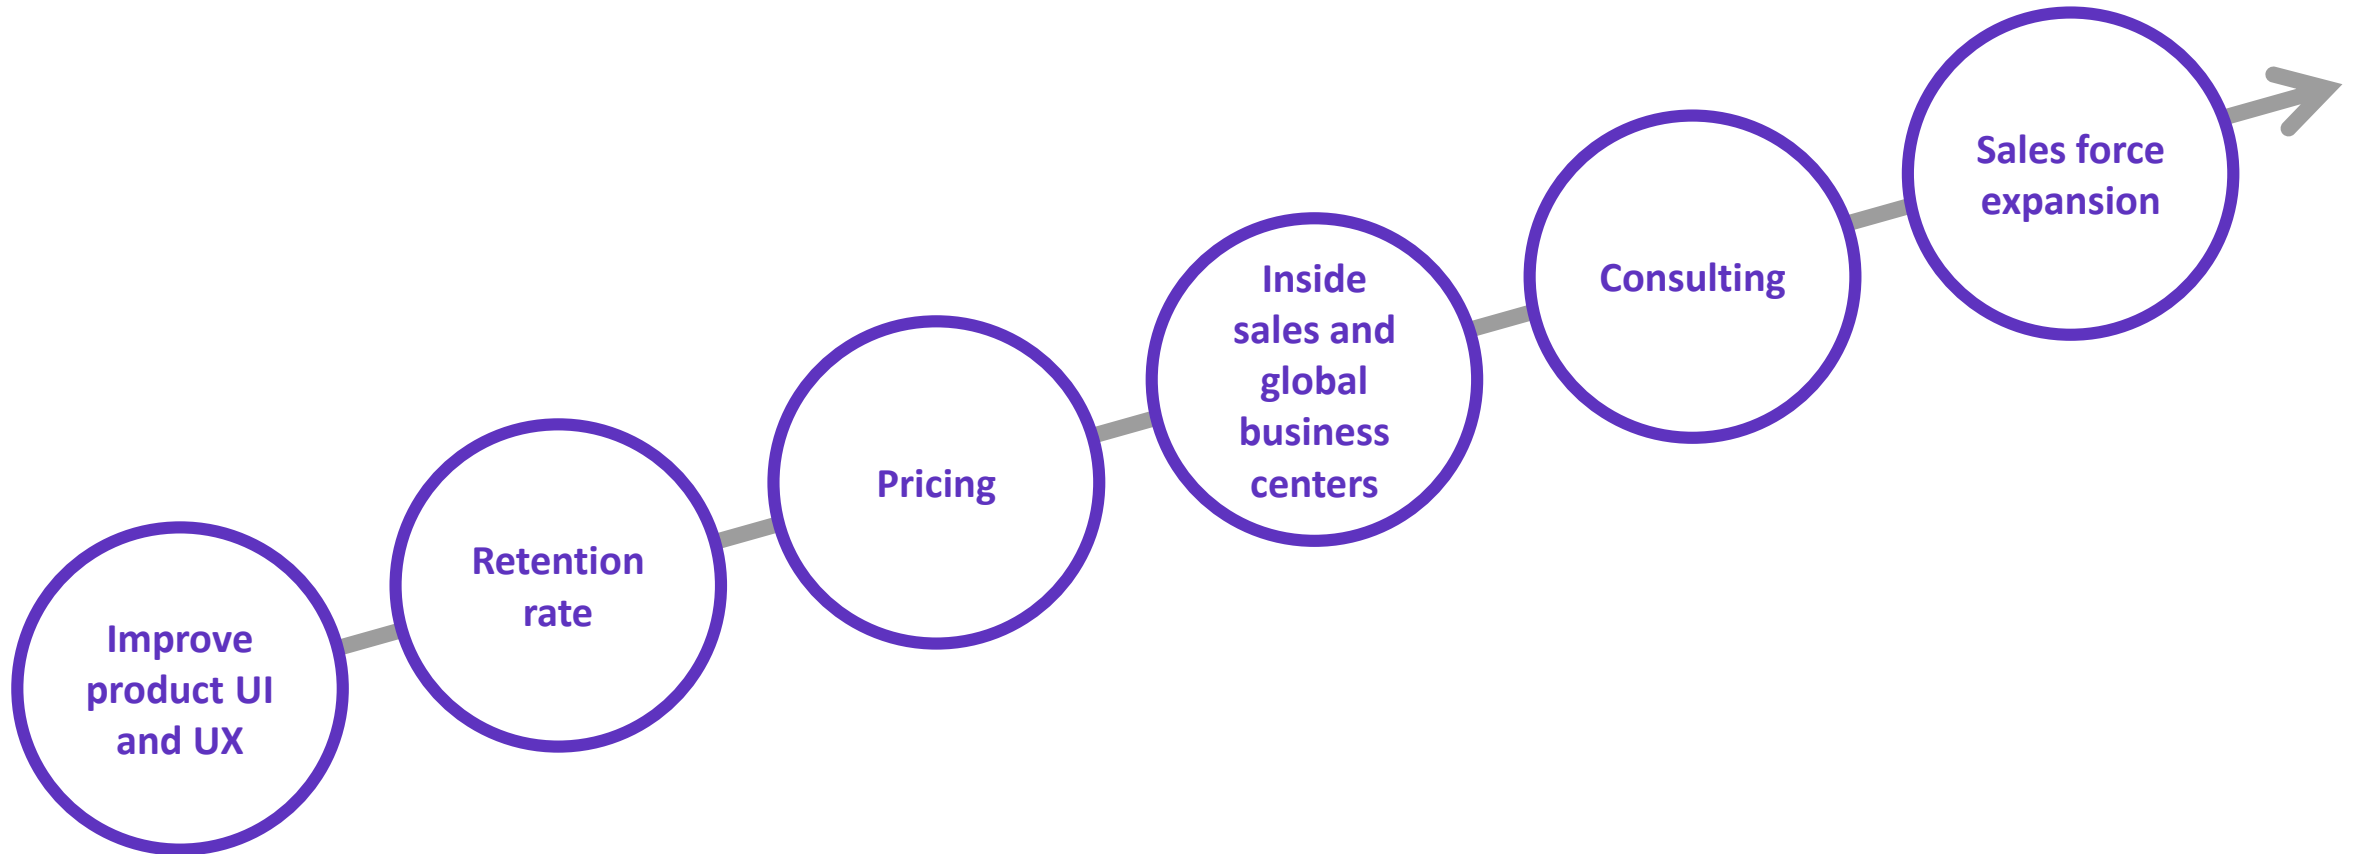 Improve
product UI
and UX
Retention
rate
Pricing
Inside
sales and
global
business
centers
Consulting
Sales force
expansion